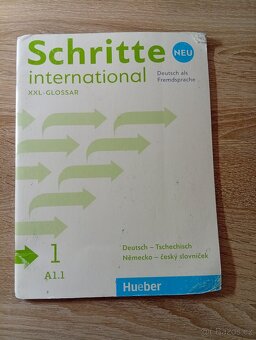 Schritte
NEU
international
Deutsch als
Fremdsprache
XXL-GLOSSAR
1
A1.1
Deutsch – Tschechisch
Německo – český slovníček
Hueber